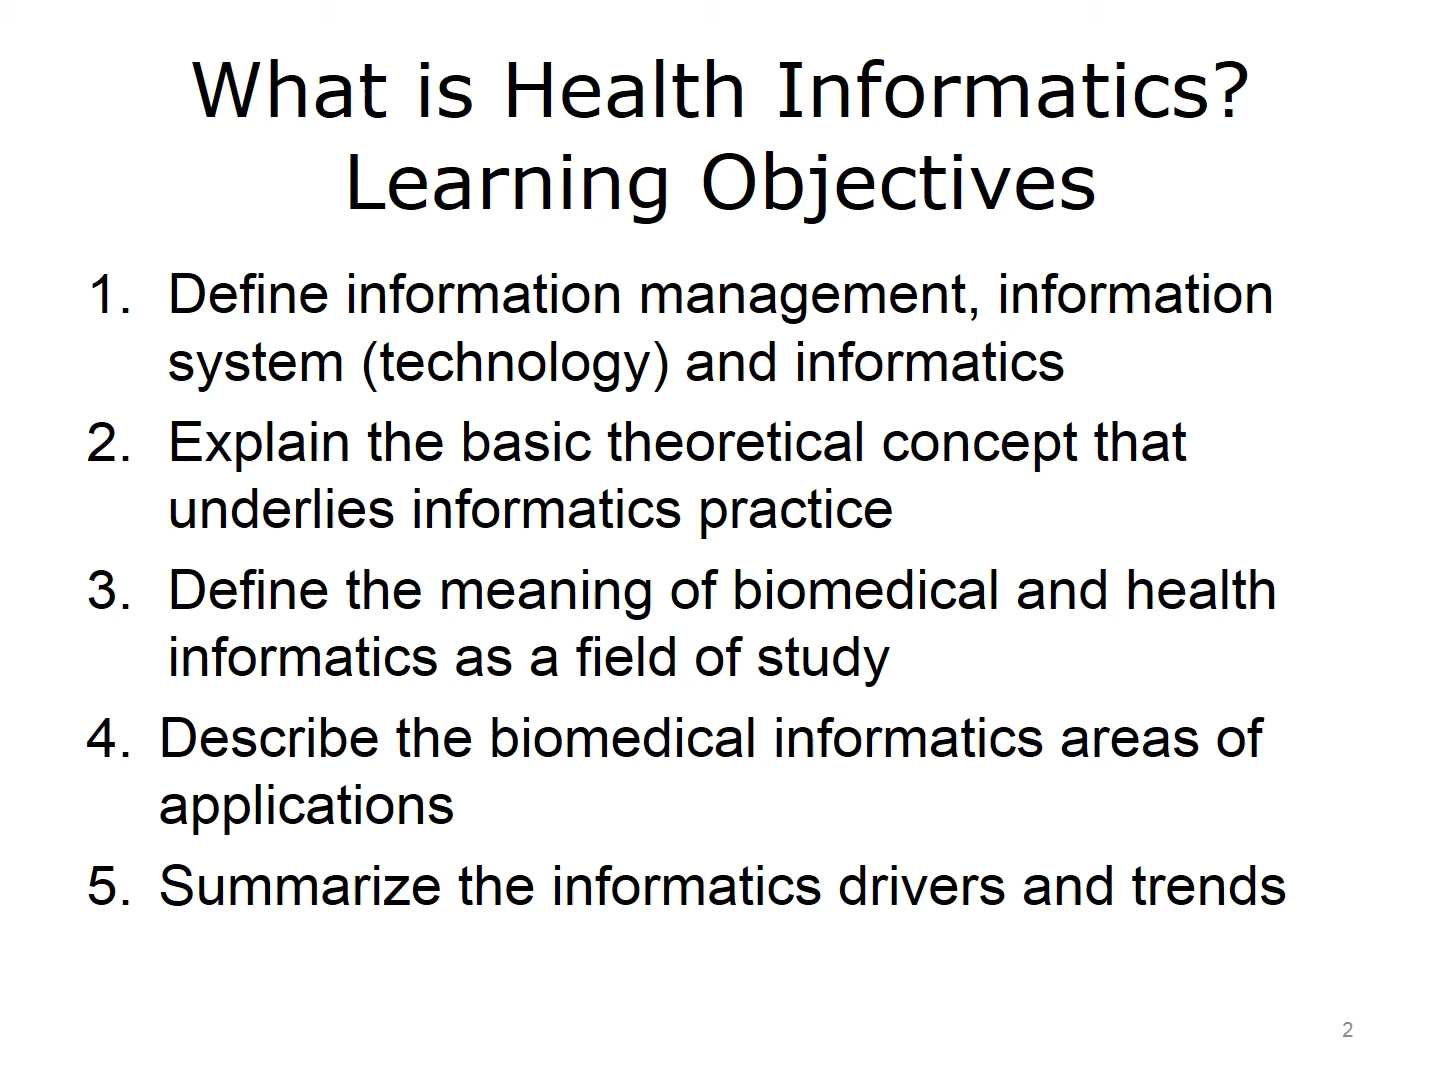 What is Health Informatics?
Learning Objectives
1. Define information management, information
system (technology) and informatics
2. Explain the basic theoretical concept that
underlies informatics practice
3. Define the meaning of biomedical and health
informatics as a field of study
4. Describe the biomedical informatics areas of
applications
5. Summarize the informatics drivers and trends
2